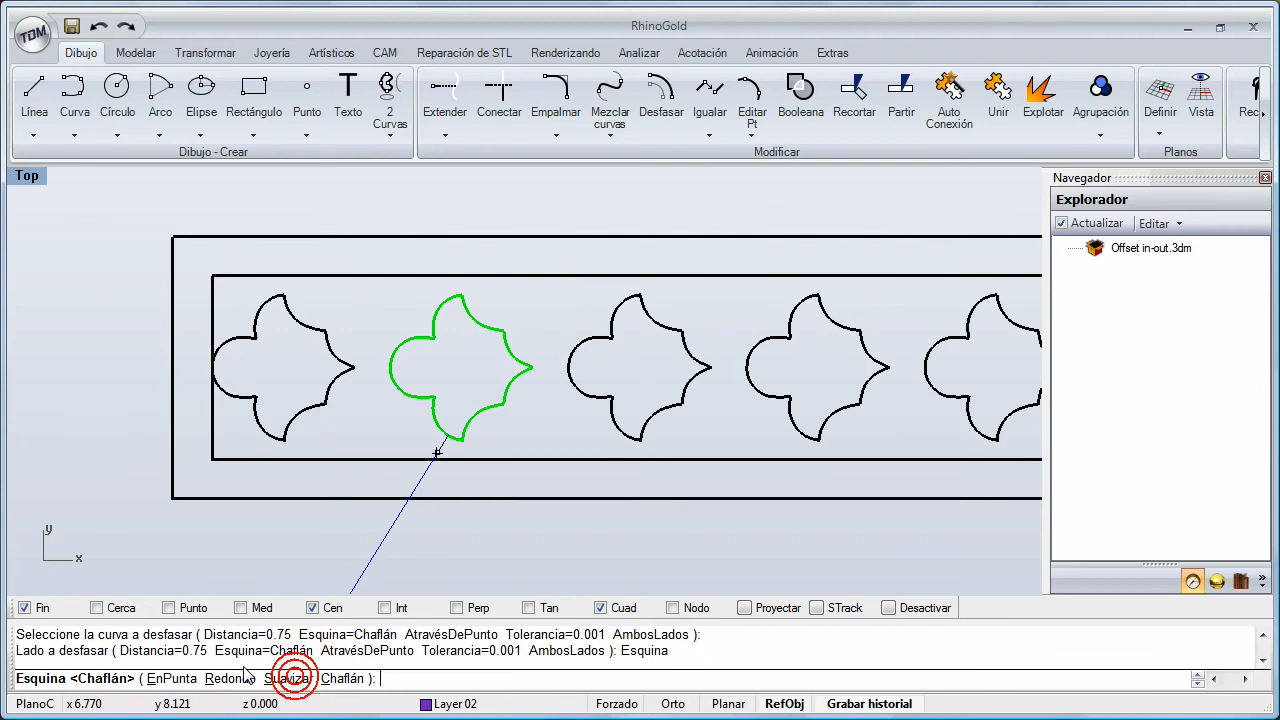 TDM
RhinoGold
Dibujo Modelar Transformar Joyería Artísticos CAM Reparación de STL Renderizando Analizar Acotación Animación Extras
Línea Curva Círculo Arco Elipse Rectángulo Punto Texto 2 Curvas Extender Conectar Empalmar Mezclar curvas Desfasar Igualar Editar Pt Booleana Recortar Partir Auto Conexión Unir Explotar Agrupación Definir Vista Rec
Dibujo - Crear Modificar Planos
Top
Navegador
Explorador
Actualizar Editar
Offset in-out.3dm
y
x
Fin Cerca Punto Med Cen Int Perp Tan Cuad Nodo Proyectar STrack Desactivar
Seleccione la curva a desfasar ( Distancia=0.75 Esquina=Chaflán AtravésDePunto Tolerancia=0.001 AmbosLados ):
Lado a desfasar ( Distancia=0.75 Esquina=Chaflán AtravésDePunto Tolerancia=0.001 AmbosLados ): Esquina
Esquina <Chaflán> ( EnPunta Redondo Suavizar Chaflán ):
PlanoC x 6.770 y 8.121 z 0.000 Layer 02 Forzado Orto Planar RefObj Grabar historial